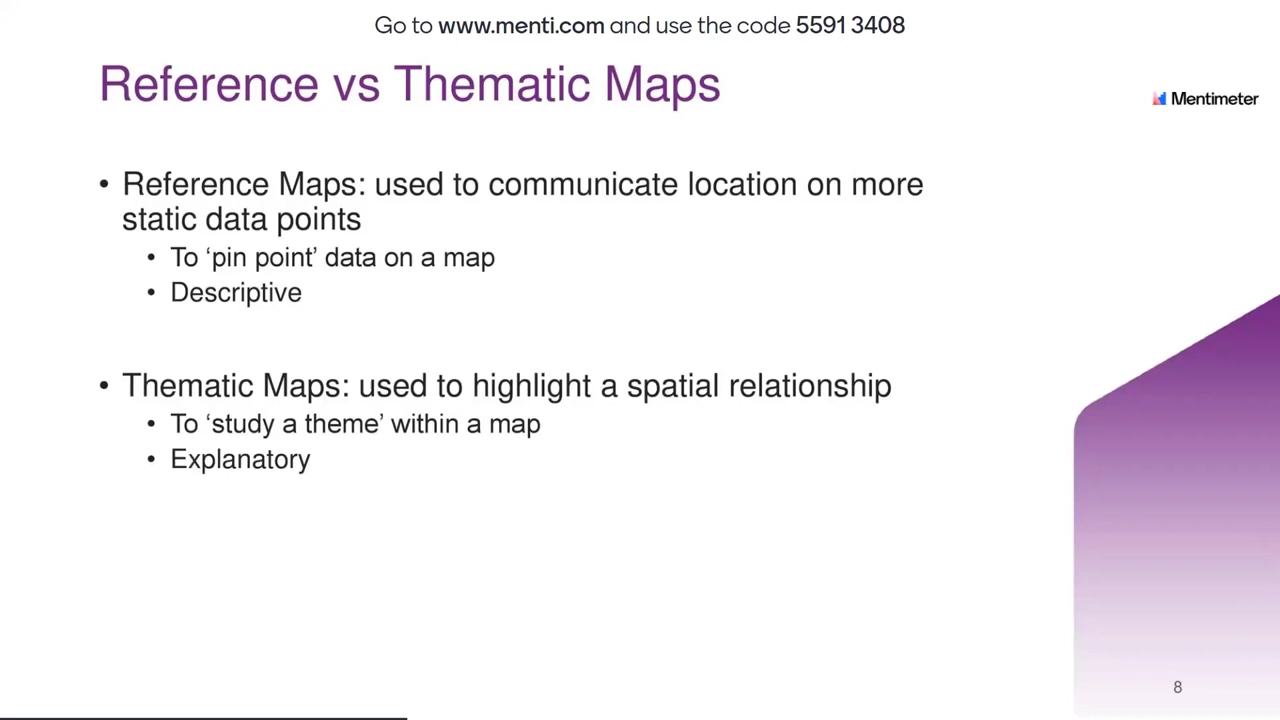 Go to www.menti.com and use the code 5591 3408
Reference vs Thematic Maps
Mentimeter
• Reference Maps: used to communicate location on more
static data points
• To ‘pin point’ data on a map
• Descriptive
• Thematic Maps: used to highlight a spatial relationship
• To ‘study a theme’ within a map
• Explanatory
8